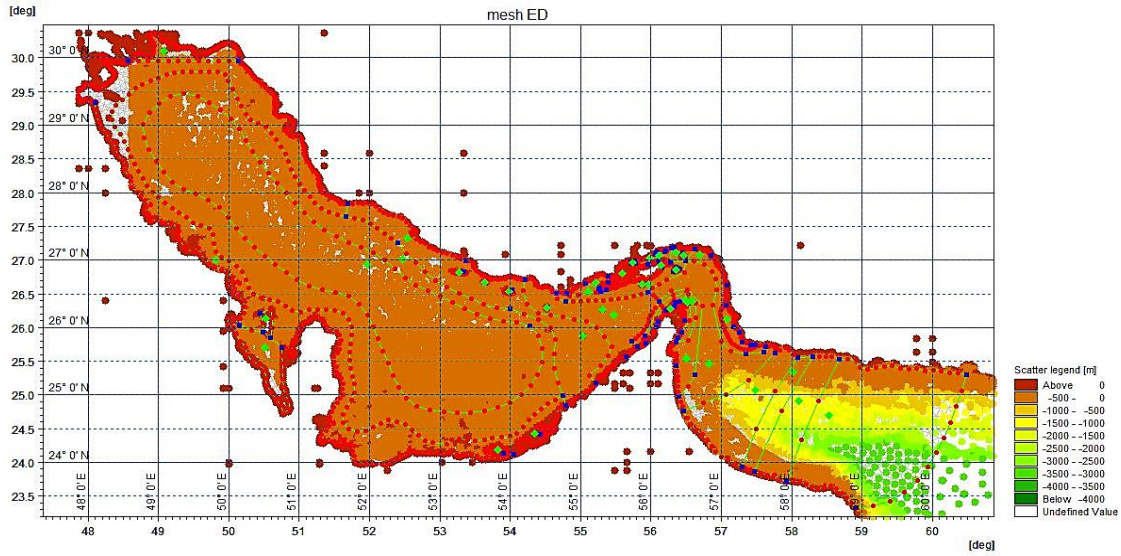 [deg]
mesh ED
30.0
29.5
29.0
28.5
28.0
27.5
27.0
26.5
26.0
25.5
25.0
24.5
24.0
23.5
30° 0' N
29° 0' N
28° 0' N
27° 0' N
26° 0' N
25° 0' N
24° 0' N
48° 0' E
49° 0' E
50° 0' E
51° 0' E
52° 0' E
53° 0' E
54° 0' E
55° 0' E
56° 0' E
57° 0' E
58° 0' E
59° 0' E
60° 0' E
48
49
50
51
52
53
54
55
56
57
58
59
60
[deg]
Scatter legend [m]
Above 0
-500 - 0
-1000 - -500
-1500 - -1000
-2000 - -1500
-2500 - -2000
-3000 - -2500
-3500 - -3000
-4000 - -3500
Below -4000
Undefined Value